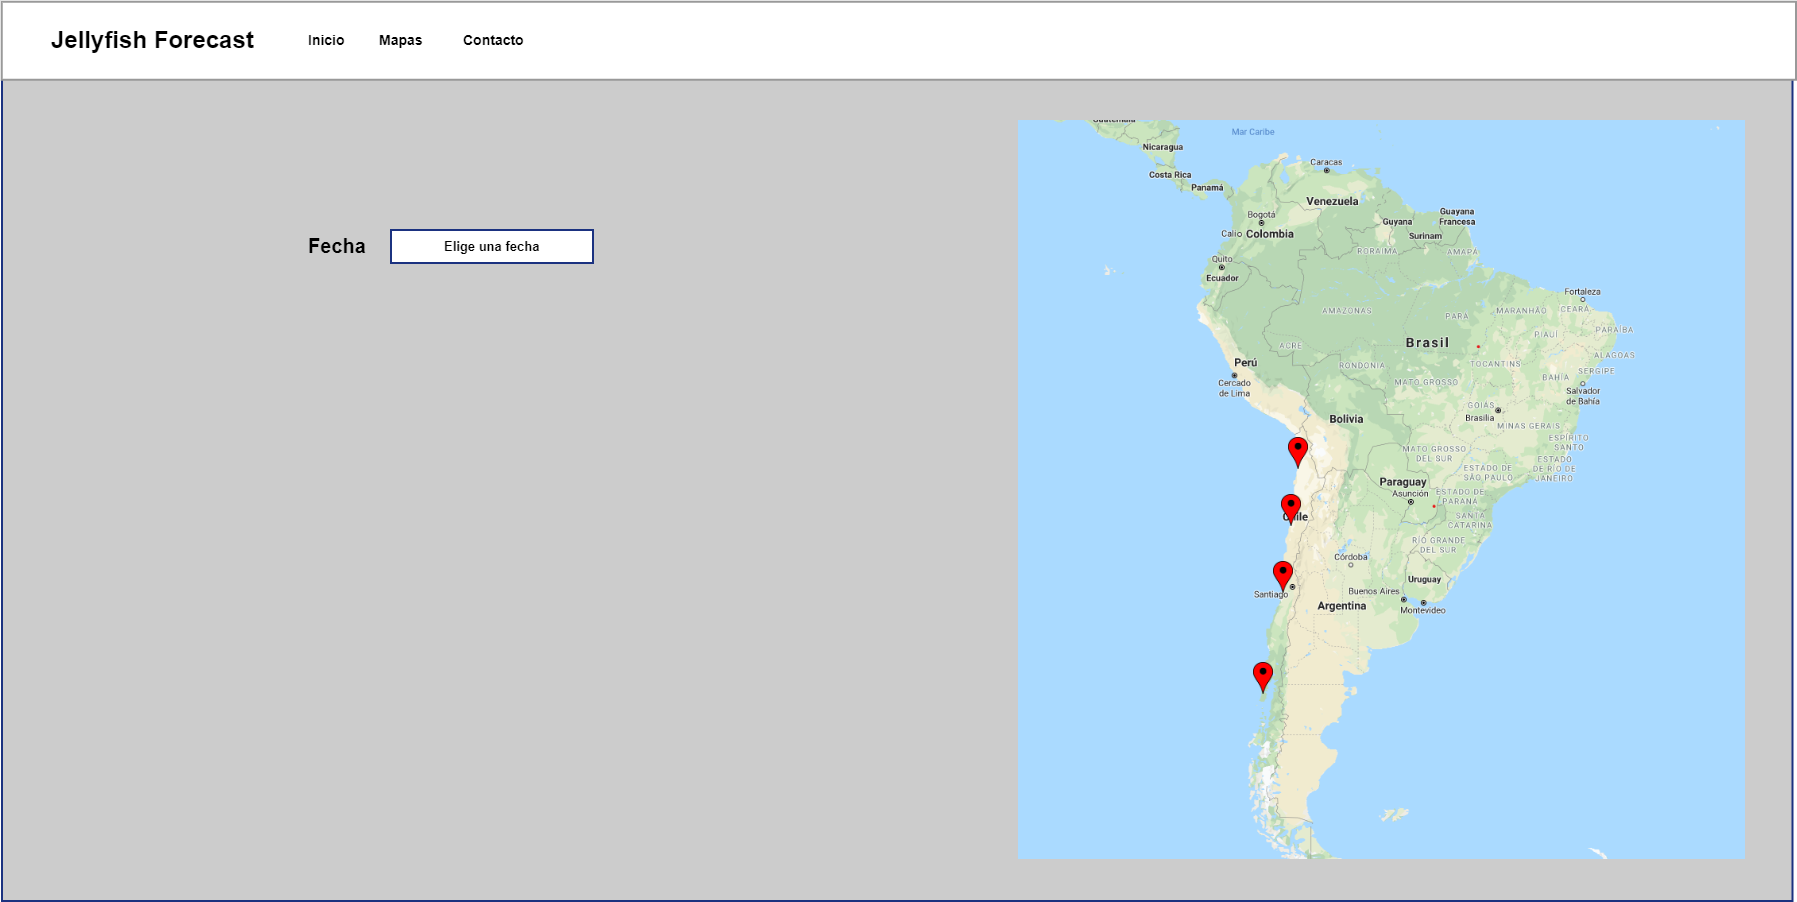 Jellyfish Forecast
Inicio
Mapas
Contacto
Fecha
Elige una fecha
Guatemala
Mar Caribe
Nicaragua
Caracas
Costa Rica
Panamá
Venezuela
Bogotá
Guyana
Guayana
Francesa
Calio
Colombia
Surinam
RORAIMA
AMAPÁ
Quito
Ecuador
Fortaleza
AMAZONAS
PARÁ
MARANHÃO
CEARÁ
PARAÍBA
PIAUÍ
ACRE
Brasil
ALAGOAS
Perú
RONDONIA
TOCANTINS
SERGIPE
Cercado
de Lima
MATO GROSSO
BAHÍA
Salvador
de Bahía
GOIÁS
Brasilia
Bolivia
MINAS GERAIS
ESPÍRITO
SANTO
MATO GROSSO
DEL SUR
ESTADO
DE RÍO DE
JANEIRO
ESTADO DE
SÃO PAULO
Paraguay
Asunción
ESTADO DE
PARANÁ
Chile
SANTA
CATARINA
RÍO GRANDE
DEL SUR
Córdoba
Uruguay
Santiago
Buenos Aires
Argentina
Montevideo